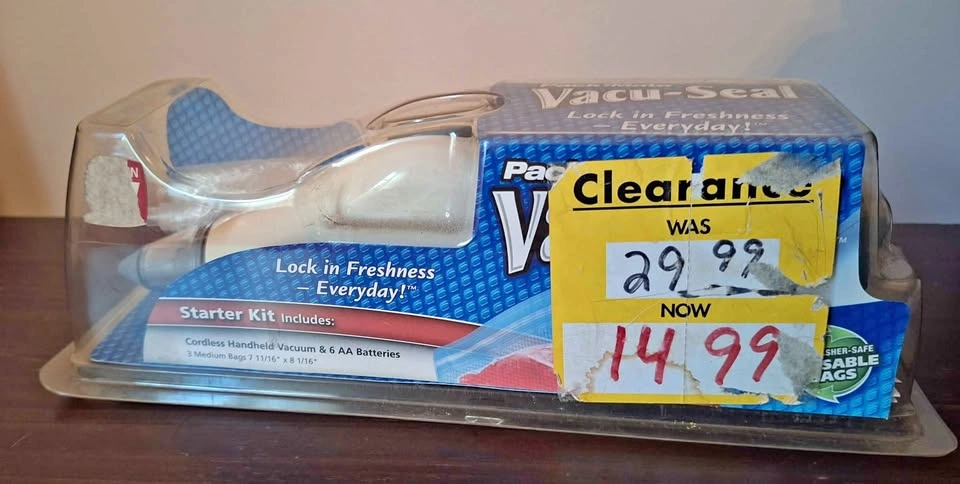 Vacu-Seal
Lock in Freshness
– Everyday!™
Clearance
WAS
29 99
NOW
14 99
Lock in Freshness
– Everyday!™
Starter Kit Includes:
Cordless Handheld Vacuum & 6 AA Batteries
3 Medium Bags 7 11/16" x 8 1/16"